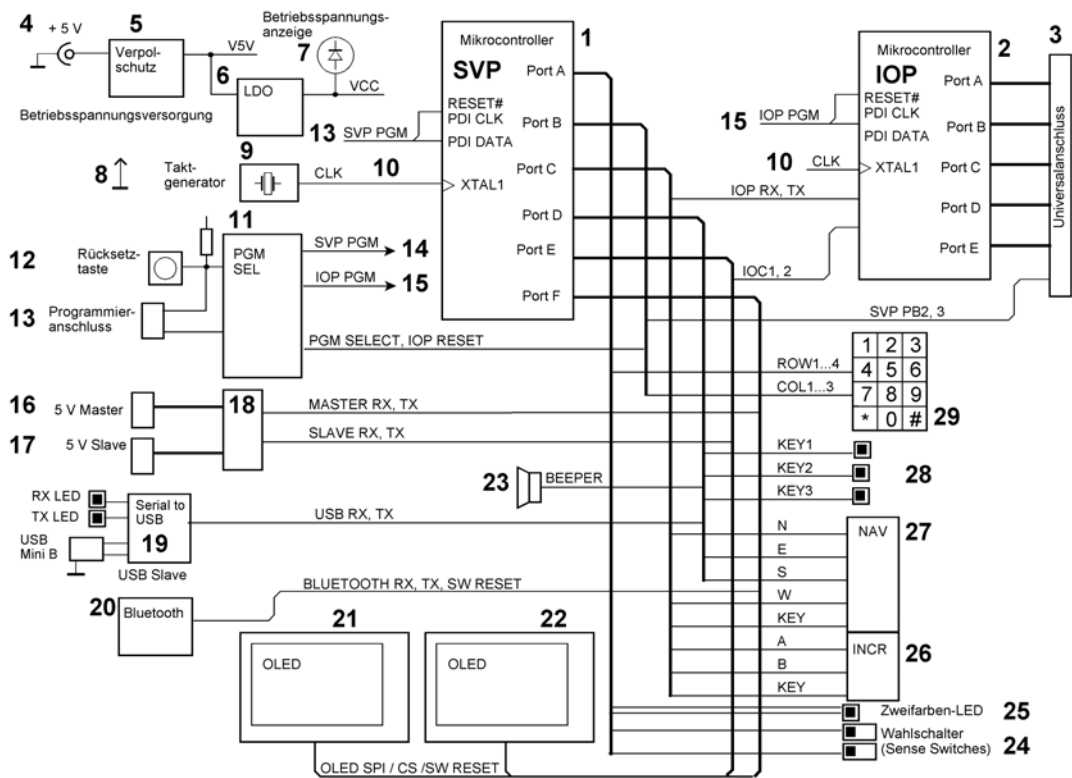 4
+ 5 V
5
Verpol-
schutz
V5V
6
LDO
Betriebsspannungs-
anzeige
7
VCC
Betriebsspannungsversorgung
1
Mikrocontroller
SVP
Port A
RESET#
PDI CLK
Port B
PDI DATA
Port C
XTAL1
Port D
Port E
Port F
13
SVP PGM
8
Takt-
generator
9
CLK
10
2
Mikrocontroller
IOP
Port A
RESET#
PDI CLK
Port B
PDI DATA
Port C
XTAL1
Port D
Port E
3
Universalanschluss
15
IOP PGM
10
CLK
IOP RX, TX
IOC1, 2
SVP PB2, 3
11
PGM
SEL
12
Rücksetz-
taste
13
Programmier-
anschluss
SVP PGM
14
IOP PGM
15
PGM SELECT, IOP RESET
16
5 V Master
17
5 V Slave
18
MASTER RX, TX
SLAVE RX, TX
RX LED
TX LED
USB
Mini B
Serial to
USB
19
USB Slave
USB RX, TX
20
Bluetooth
BLUETOOTH RX, TX, SW RESET
21
OLED
22
OLED
OLED SPI / CS /SW RESET
23
BEEPER
ROW1...4
COL1...3
1 2 3
4 5 6
7 8 9
* 0 #
29
KEY1
KEY2
KEY3
28
N
E
S
W
KEY
NAV
27
A
B
KEY
INCR
26
Zweifarben-LED
25
Wahlschalter
(Sense Switches)
24